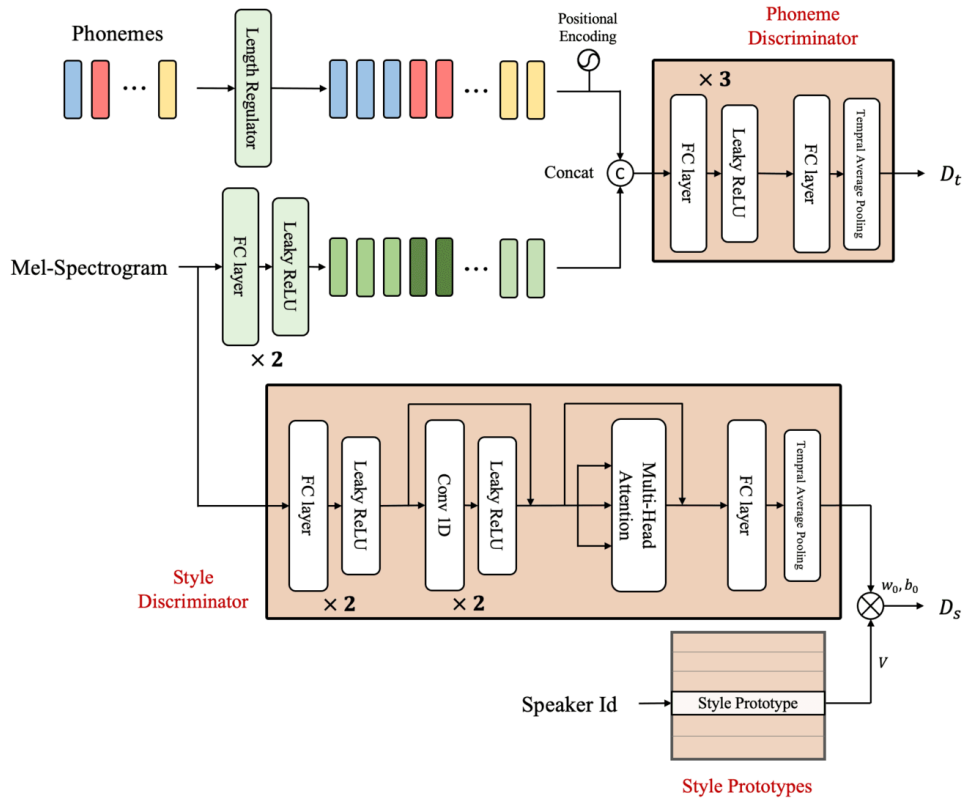 Phonemes
...
Length Regulator
...
Positional
Encoding
Phoneme
Discriminator
× 3
FC layer
Leaky ReLU
FC layer
Tempral Average Pooling
D_t
Concat
C
Mel-Spectrogram
FC layer
Leaky ReLU
× 2
...
Style
Discriminator
FC layer
Leaky ReLU
× 2
Conv 1D
Leaky ReLU
× 2
Multi-Head
Attention
FC layer
Tempral Average Pooling
w_0, b_0
D_s
V
Speaker Id
Style Prototype
Style Prototypes